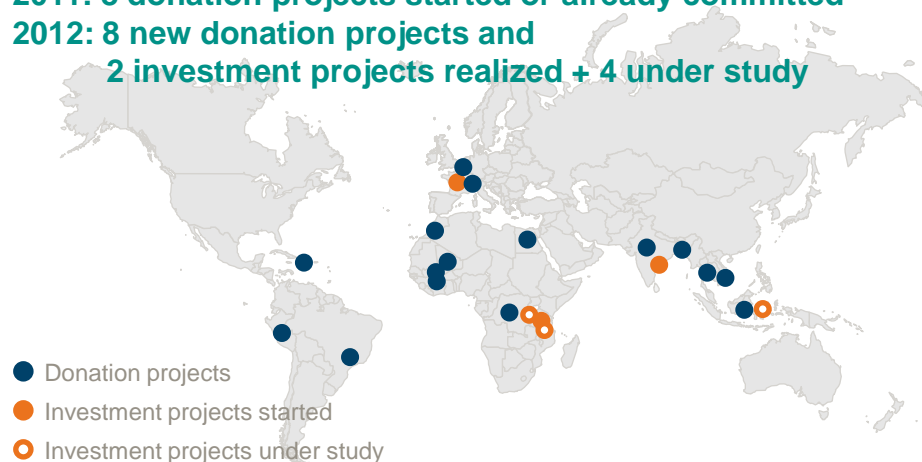 2012: 8 new donation projects and
2 investment projects realized + 4 under study
Donation projects
Investment projects started
Investment projects under study